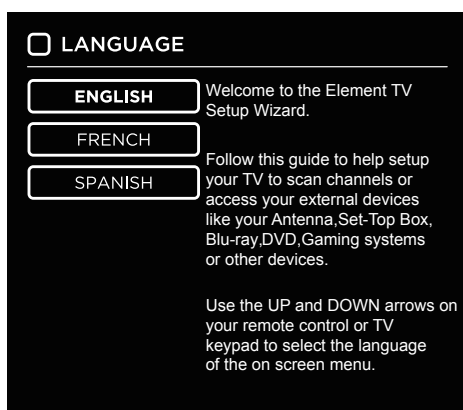 LANGUAGE
ENGLISH
FRENCH
SPANISH
Welcome to the Element TV
Setup Wizard.
Follow this guide to help setup
your TV to scan channels or
access your external devices
like your Antenna,Set-Top Box,
Blu-ray,DVD,Gaming systems
or other devices.
Use the UP and DOWN arrows on
your remote control or TV
keypad to select the language
of the on screen menu.